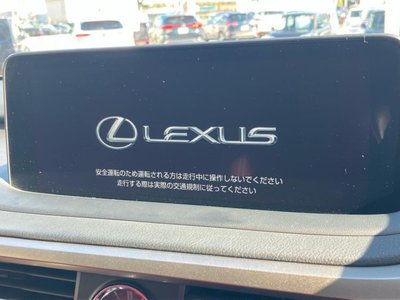 LEXUS
安全運転のため運転される方は走行中に操作しないでください
走行する際は実際の交通規制に従ってください